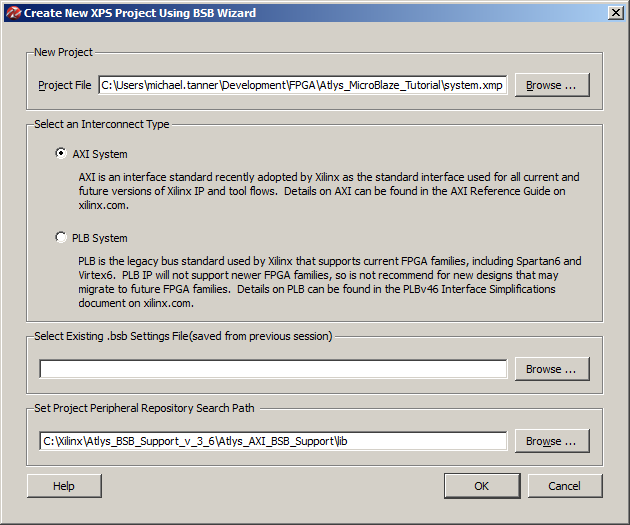 Create New XPS Project Using BSB Wizard
New Project
Project File C:\Users\michael.tanner\Development\FPGA\Atlys_MicroBlaze_Tutorial\system.xmp Browse ...
Select an Interconnect Type
AXI System
AXI is an interface standard recently adopted by Xilinx as the standard interface used for all current and
future versions of Xilinx IP and tool flows. Details on AXI can be found in the AXI Reference Guide on
xilinx.com.
PLB System
PLB is the legacy bus standard used by Xilinx that supports current FPGA families, including Spartan6 and
Virtex6. PLB IP will not support newer FPGA families, so is not recommend for new designs that may
migrate to future FPGA families. Details on PLB can be found in the PLBv46 Interface Simplifications
document on xilinx.com.
Select Existing .bsb Settings File(saved from previous session)
Browse ...
Set Project Peripheral Repository Search Path
C:\Xilinx\Atlys_BSB_Support_v_3_6\Atlys_AXI_BSB_Support\lib Browse ...
Help OK Cancel